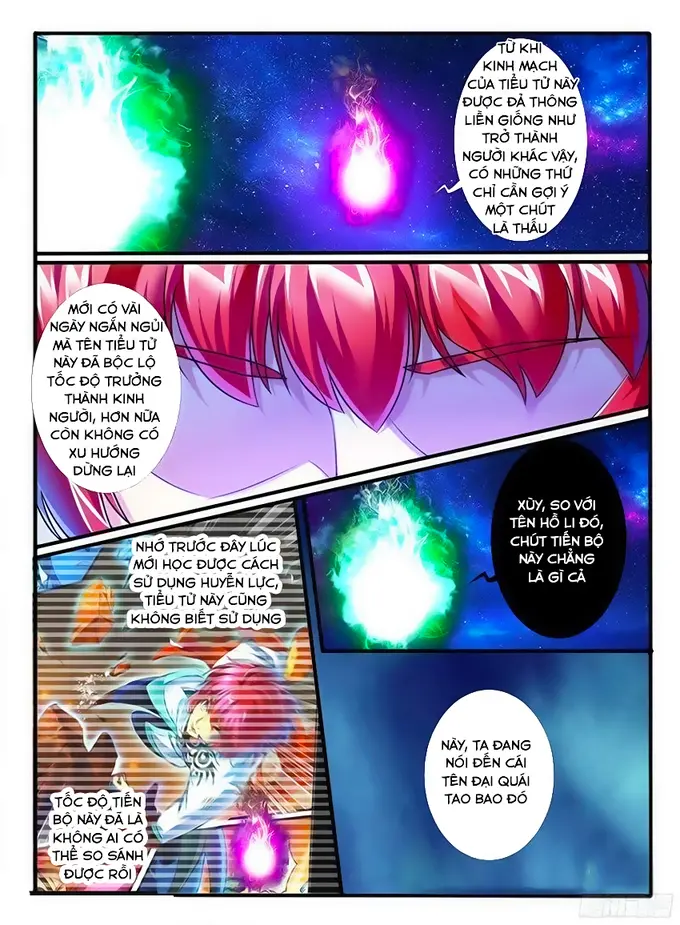 TỪ KHI
KINH MẠCH
CỦA TIỂU TỬ NÀY
ĐƯỢC ĐẢ THÔNG
LIỀN GIỐNG NHƯ
TRỞ THÀNH
NGƯỜI KHÁC VẬY,
CÓ NHỮNG THỨ
CHỈ CẦN GỢI Ý
MỘT CHÚT
LÀ THẤU
MỚI CÓ VÀI
NGÀY NGẮN NGỦI
MÀ TÊN TIỂU TỬ
NÀY ĐÃ BỘC LỘ
TỐC ĐỘ TRƯỞNG
THÀNH KINH
NGƯỜI, HƠN NỮA
CÒN KHÔNG CÓ
XU HƯỚNG
DỪNG LẠI
XÙY, SO VỚI
TÊN HỒ LI ĐÓ,
CHÚT TIẾN BỘ
NÀY CHẲNG
LÀ GÌ CẢ
NHỚ TRƯỚC ĐÂY LÚC
MỚI HỌC ĐƯỢC CÁCH
SỬ DỤNG HUYỄN LỰC,
TIỂU TỬ NÀY CŨNG
KHÔNG BIẾT SỬ DỤNG
TỐC ĐỘ TIẾN
BỘ NÀY ĐÃ LÀ
KHÔNG AI CÓ
THỂ SO SÁNH
ĐƯỢC RỒI
NÀY, TA ĐANG
NÓI ĐẾN CÁI
TÊN ĐẠI QUÁI
TAO BAO ĐÓ